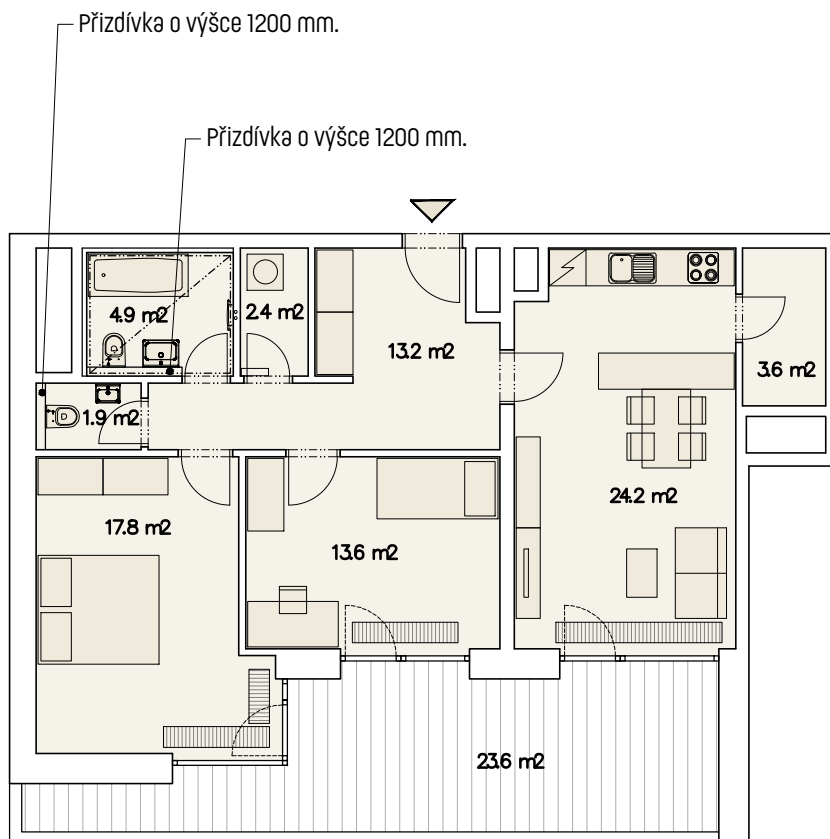 Přizdívka o výšce 1200 mm.
Přizdívka o výšce 1200 mm.
4.9 m2
2.4 m2
13.2 m2
3.6 m2
1.9 m2
24.2 m2
17.8 m2
13.6 m2
23.6 m2